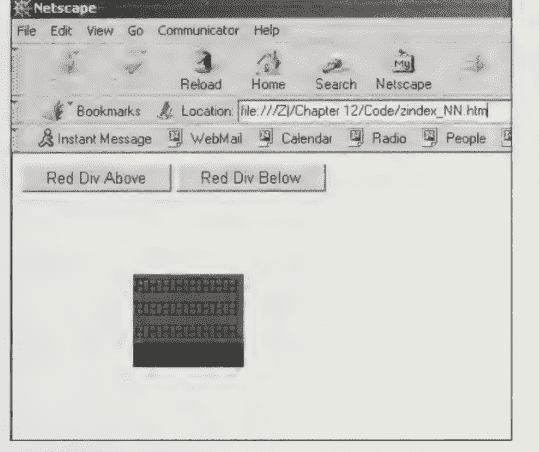 Netscape
File Edit View Go Communicator Help
Reload Home Search Netscape
My
Bookmarks Location: file:///Z|/Chapter 12/Code/zindex_NN.htm
Instant Message WebMail Calendar Radio People
Red Div Above Red Div Below